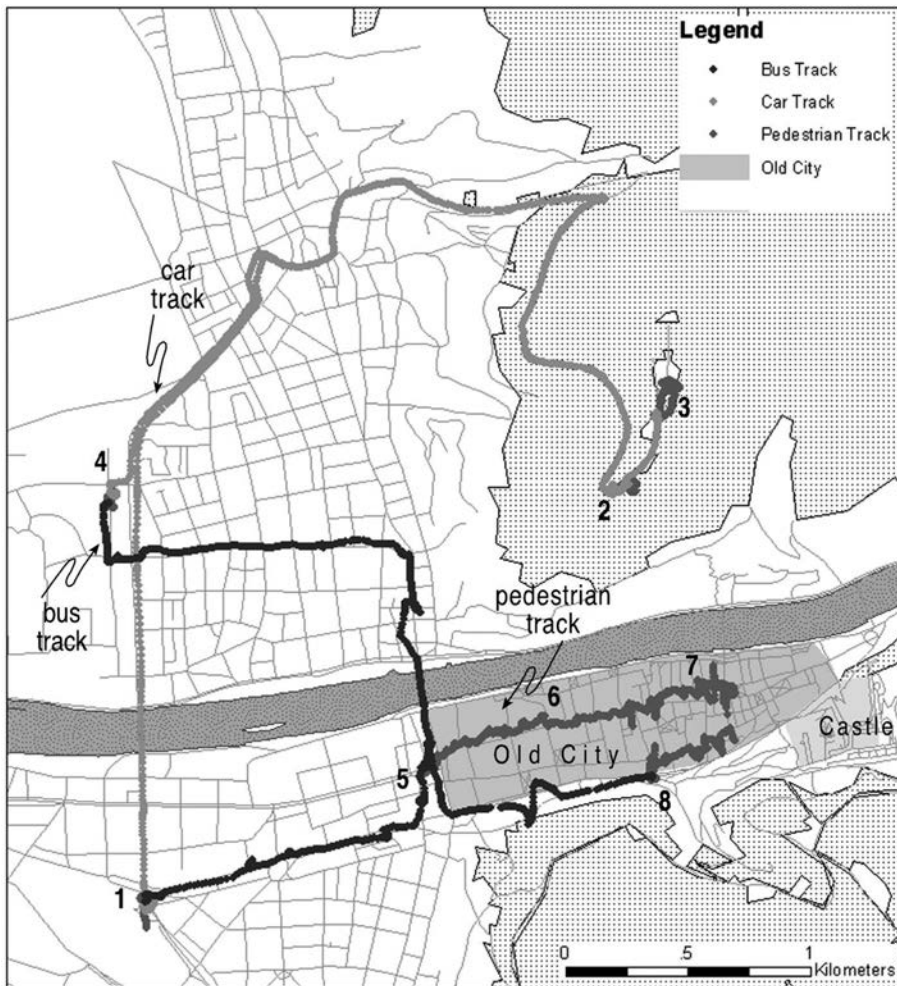 Legend
Bus Track
Car Track
Pedestrian Track
Old City
car
track
4
3
2
bus
track
pedestrian
track
7
6
Castle
Old City
5
8
1
0 .5 1
Kilometers